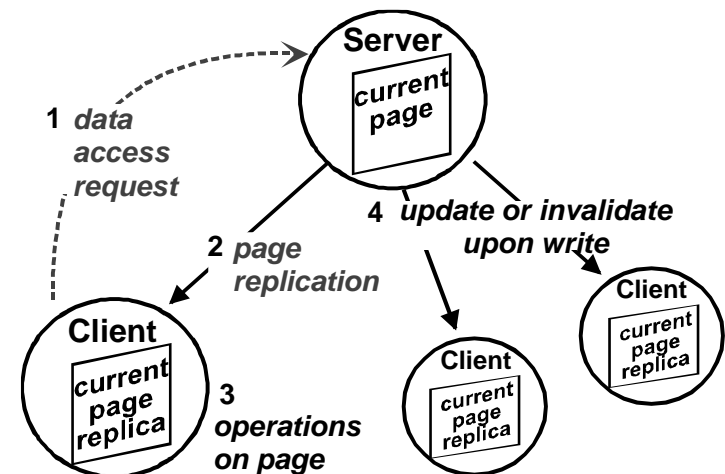 Server
current
page
1 data
access
request
4 update or invalidate
upon write
2 page
replication
Client
current
page
replica
Client
current
page
replica
3
operations
on page
Client
current
page
replica